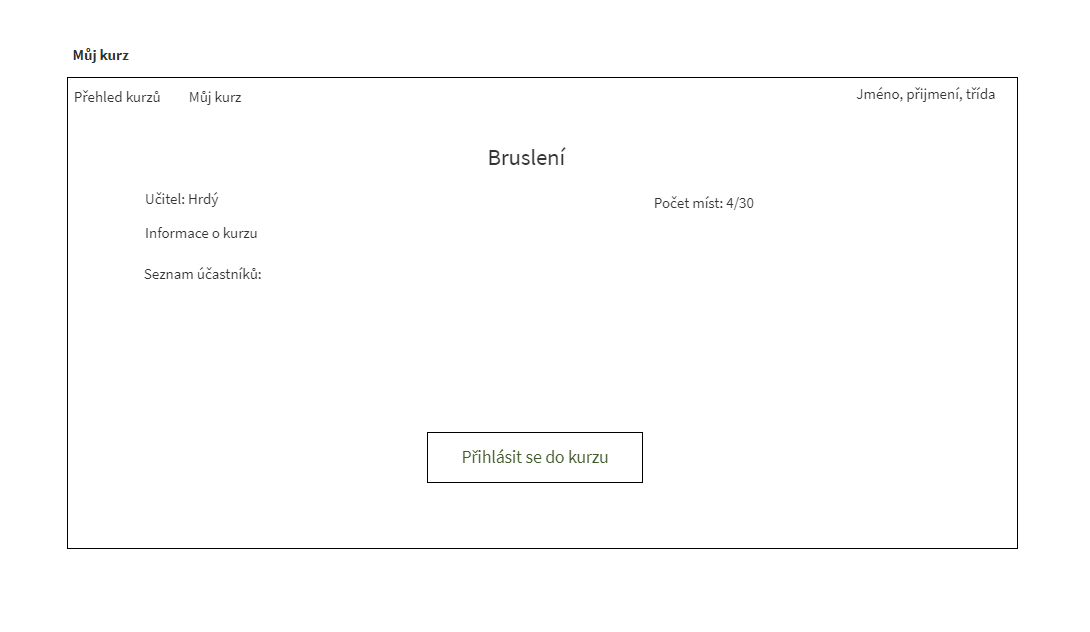 Můj kurz
Přehled kurzů
Můj kurz
Jméno, přijmení, třída
Bruslení
Učitel: Hrdý
Počet míst: 4/30
Informace o kurzu
Seznam účastníků:
Přihlásit se do kurzu